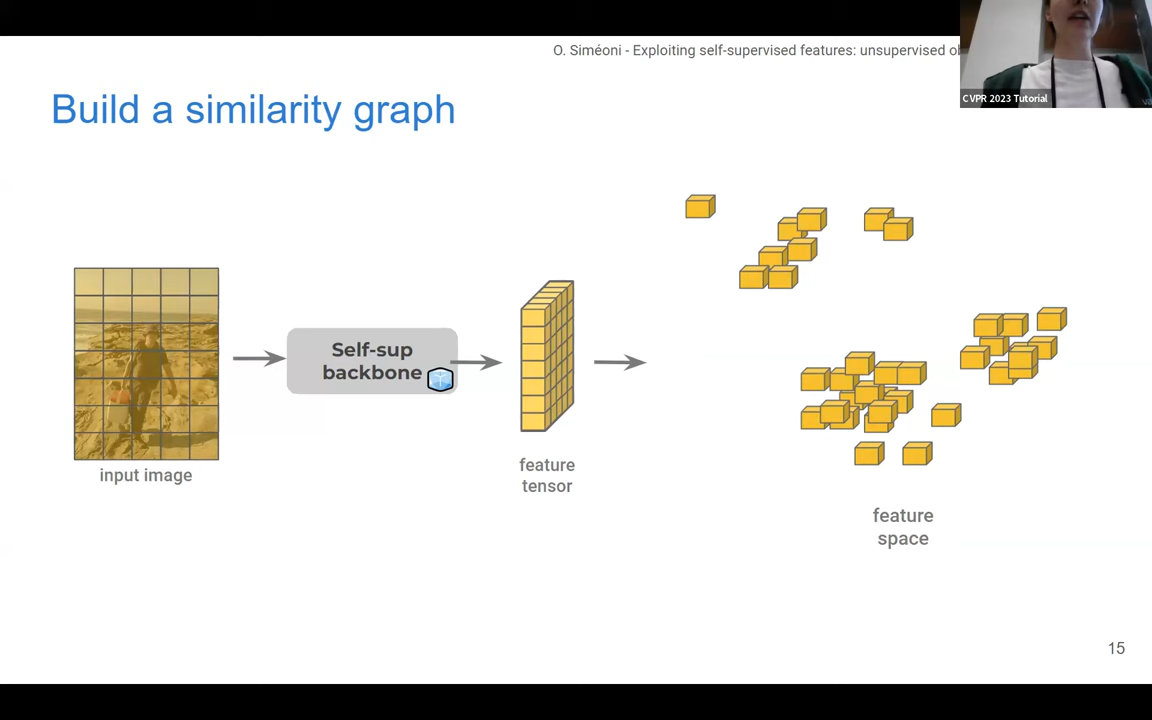 O. Siméoni - Exploiting self-supervised features: unsupervised
CVPR 2023 Tutorial
Build a similarity graph
Self-sup
backbone
input image
feature
tensor
feature
space
15